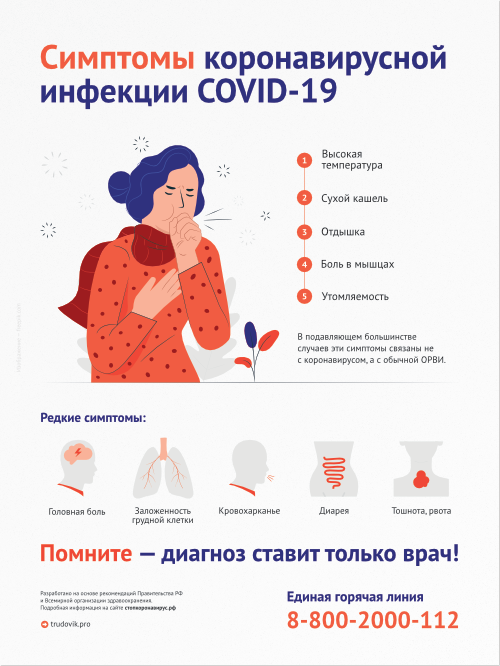 Симптомы коронавирусной
инфекции COVID-19
1 Высокая
температура
2 Сухой кашель
3 Отдышка
4 Боль в мышцах
5 Утомляемость
В подавляющем большинстве
случаев эти симптомы связаны не
с коронавирусом, а с обычной ОРВИ.
Редкие симптомы:
Головная боль
Заложенность
грудной клетки
Кровохарканье
Диарея
Тошнота, рвота
Помните — диагноз ставит только врач!
Разработано на основе рекомендаций Правительства РФ
и Всемирной организации здравоохранения.
Подробная информация на сайте стопкоронавирус.рф
trudovik.pro
Единая горячая линия
8-800-2000-112